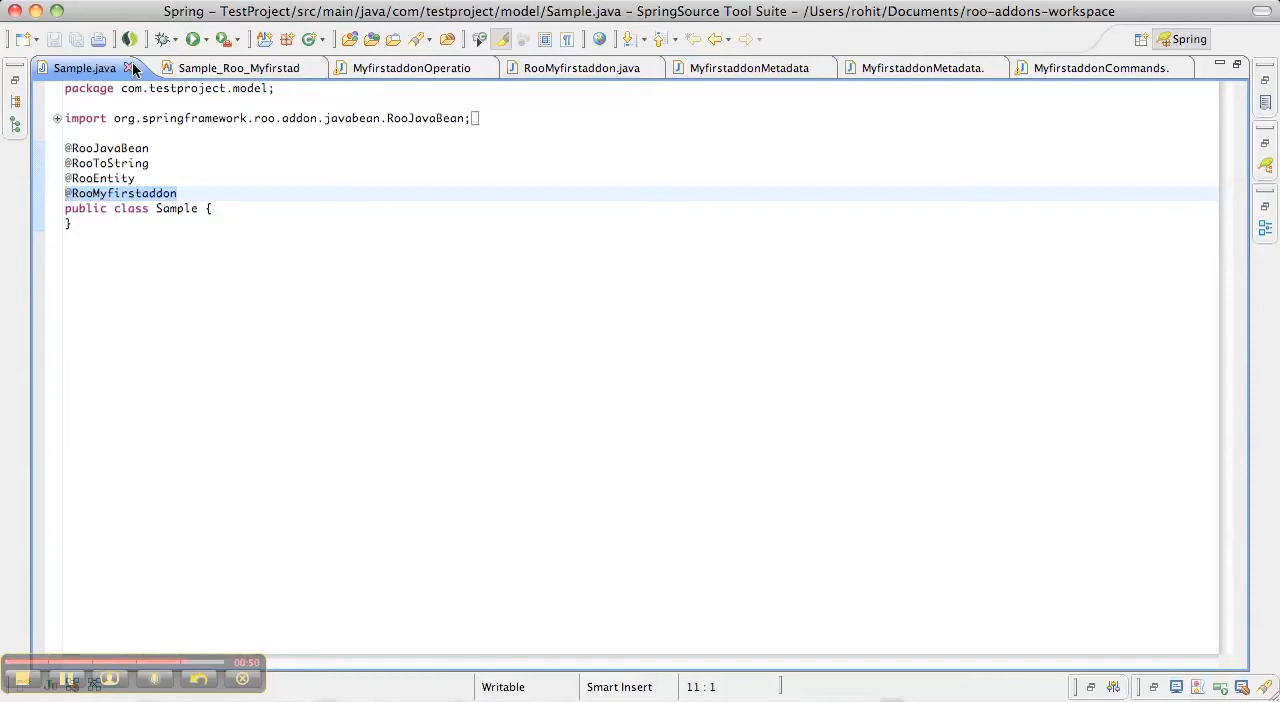 Spring – TestProject/src/main/java/com/testproject/model/Sample.java – SpringSource Tool Suite – /Users/rohit/Documents/roo-addons-workspace
Spring
Sample.java
Sample_Roo_Myfirstad
MyfirstaddonOperatio
RooMyfirstaddon.java
MyfirstaddonMetadata
MyfirstaddonMetadata.
MyfirstaddonCommands.
package com.testproject.model;
import org.springframework.roo.addon.javabean.RooJavaBean;
@RooJavaBean
@RooToString
@RooEntity
@RooMyfirstaddon
public class Sample {
}
00:50
Writable
Smart Insert
11 : 1